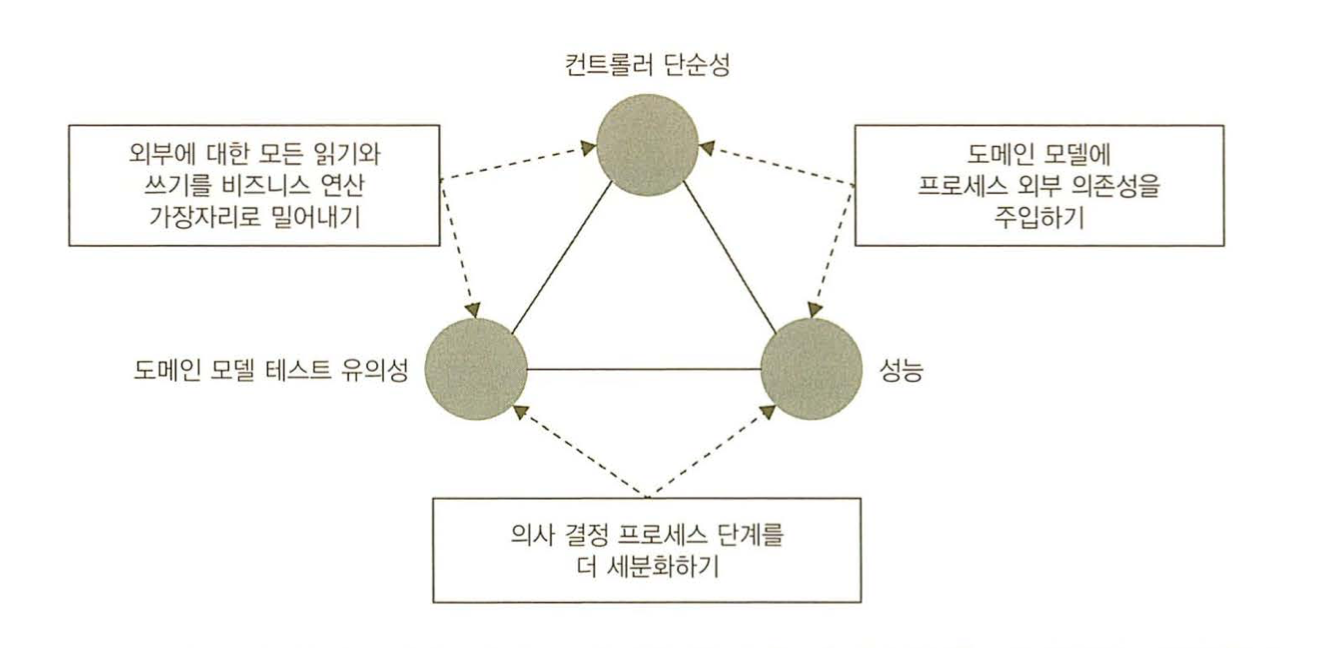 컨트롤러 단순성
외부에 대한 모든 읽기와
쓰기를 비즈니스 연산
가장자리로 밀어내기
도메인 모델에
프로세스 외부 의존성을
주입하기
도메인 모델 테스트 유의성
성능
의사 결정 프로세스 단계를
더 세분화하기